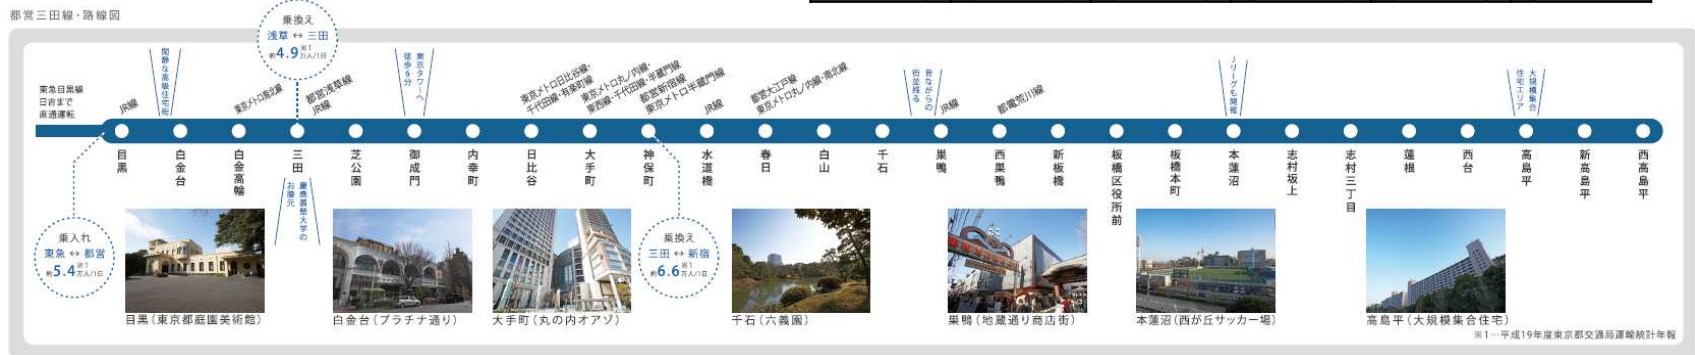 都営三田線・路線図
乗換え
浅草 ↔ 三田
約4.9※1万人/1日
東急目黒線
日吉まで
直通運転
JR線
閑静な高級住宅街
東京メトロ南北線
都営浅草線
JR線
東京タワーへ
徒歩6分
東京メトロ日比谷線・
千代田線・有楽町線
東京メトロ丸ノ内線・
東西線・千代田線・半蔵門線
都営新宿線
東京メトロ半蔵門線
JR線
都営大江戸線
東京メトロ丸ノ内線・南北線
昔ながらの
街並残る
JR線
都電荒川線
Jリーグも開催
大規模集合
住宅エリア
目黒
白金台
白金高輪
三田
芝公園
御成門
内幸町
日比谷
大手町
神保町
水道橋
春日
白山
千石
巣鴨
西巣鴨
新板橋
板橋区役所前
板橋本町
本蓮沼
志村坂上
志村三丁目
蓮根
西台
高島平
新高島平
西高島平
慶應義塾大学の
お膝元
乗入れ
東急 ↔ 都営
約5.4※1万人/1日
乗換え
三田 ↔ 新宿
約6.6※1万人/1日
目黒(東京都庭園美術館)
白金台(プラチナ通り)
大手町(丸の内オアゾ)
千石(六義園)
巣鴨(地蔵通り商店街)
本蓮沼(西が丘サッカー場)
高島平(大規模集合住宅)
※1…平成19年度東京都交通局運輸統計年報